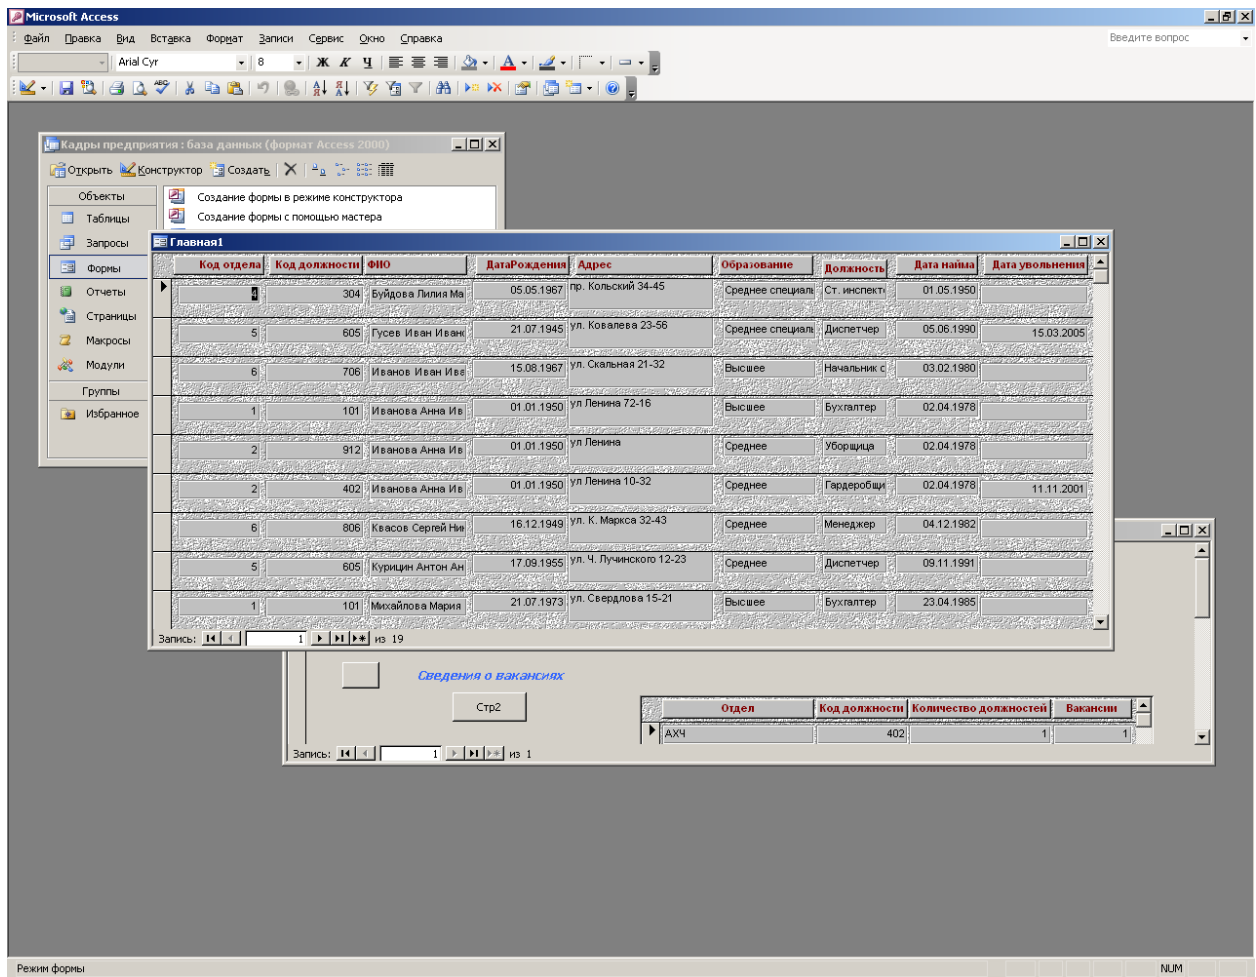 Microsoft Access
Файл Правка Вид Вставка Формат Записи Сервис Окно Справка Введите вопрос
Arial Cyr 8 Ж К Ч
Кадры предприятия : база данных (формат Access 2000)
Открыть Конструктор Создать
Объекты
Таблицы
Запросы
Формы
Отчеты
Страницы
Макросы
Модули
Группы
Избранное
Создание формы в режиме конструктора
Создание формы с помощью мастера
Главная1
Код отдела Код должности ФИО ДатаРождения Адрес Образование Должность Дата найма Дата увольнения
4 304 Буйдова Лилия Ма 05.05.1967 пр. Кольский 34-45 Среднее специаль Ст. инспект 01.05.1950
5 605 Гусев Иван Иван 21.07.1945 ул. Ковалева 23-56 Среднее специаль Диспетчер 05.06.1990 15.03.2005
6 706 Иванов Иван Ива 15.08.1967 ул. Скальная 21-32 Высшее Начальник с 03.02.1980
1 101 Иванова Анна Ив 01.01.1950 ул Ленина 72-16 Высшее Бухгалтер 02.04.1978
2 912 Иванова Анна Ив 01.01.1950 ул Ленина Среднее Уборщица 02.04.1978
2 402 Иванова Анна Ив 01.01.1950 ул Ленина 10-32 Среднее Гардеробщи 02.04.1978 11.11.2001
6 806 Квасов Сергей Ни 16.12.1949 ул. К. Маркса 32-43 Среднее Менеджер 04.12.1982
5 605 Курицин Антон Ан 17.09.1955 ул. Ч. Лучинского 12-23 Среднее Диспетчер 09.11.1991
1 101 Михайлова Мария 21.07.1973 ул. Свердлова 15-21 Высшее Бухгалтер 23.04.1985
Запись: 1 из 19
Сведения о вакансиях
Стр2
Отдел Код должности Количество должностей Вакансии
АХЧ 402 1 1
Запись: 1 из 1
Режим формы NUM